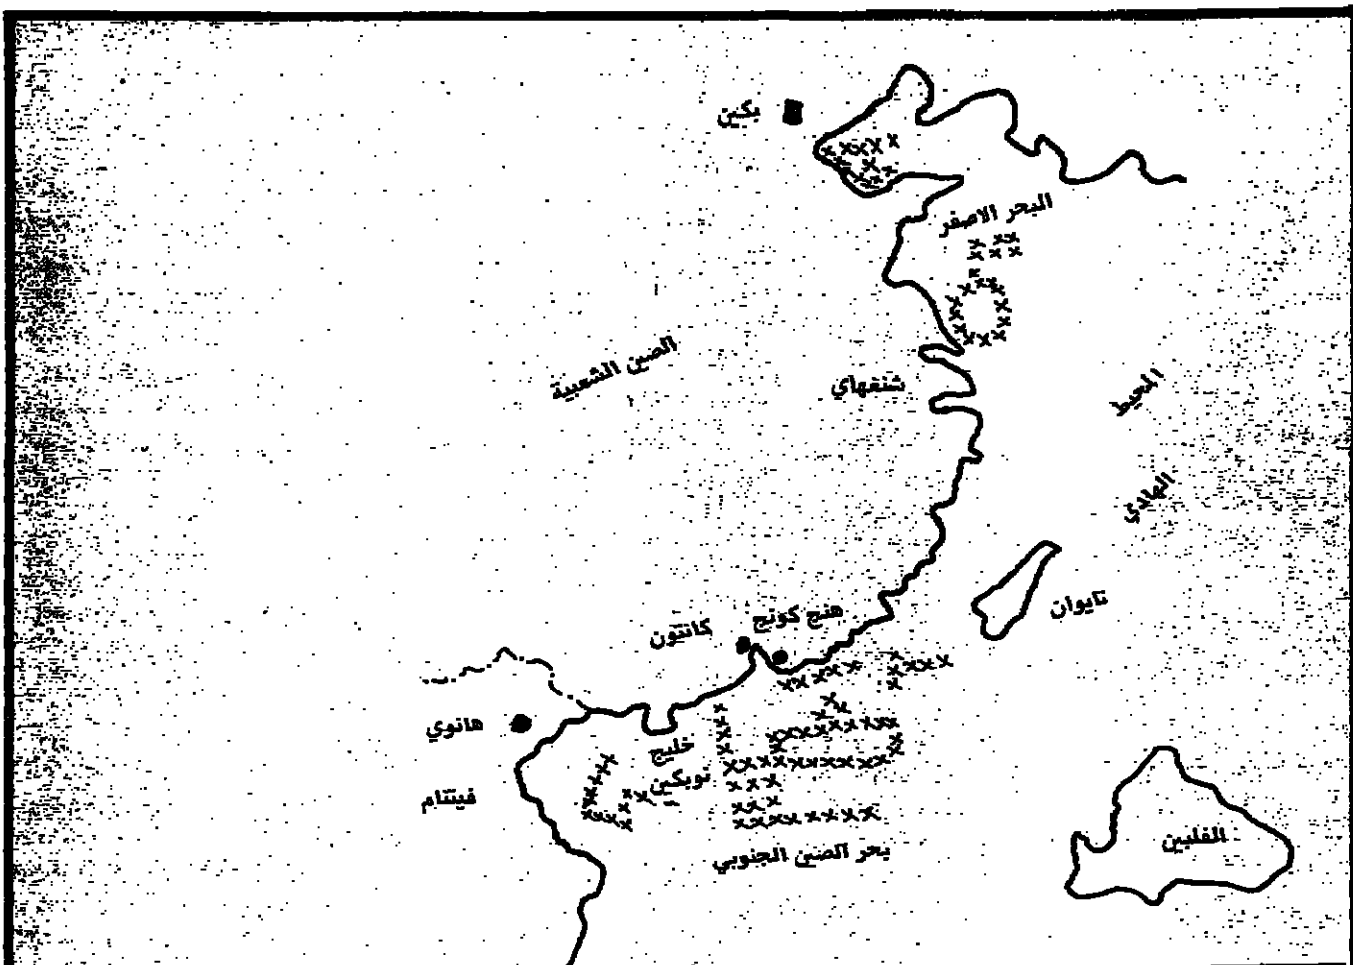 بكين
البحر الاصفر
الصين الشعبية
شنغهاي
المحيط
الهادي
تايوان
هنج كونج
كانتون
هانوي
خليج
تونكين
فيتنام
الفلبين
بحر الصين الجنوبي